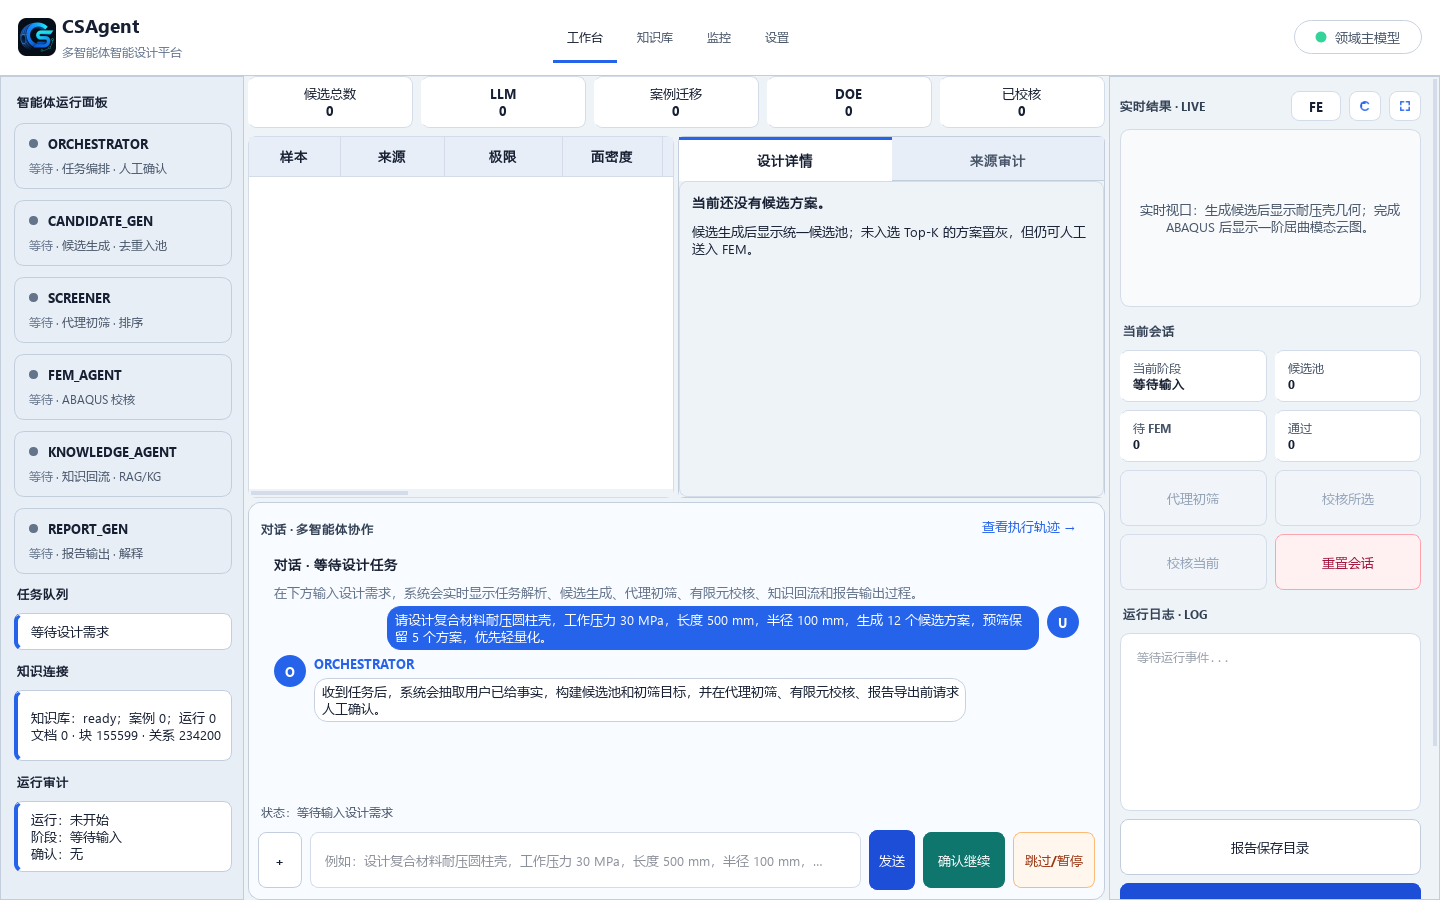 CSAgent
多智能体智能设计平台
工作台
知识库
监控
设置
领域主模型
智能体运行面板
ORCHESTRATOR
等待 · 任务编排 · 人工确认
CANDIDATE_GEN
等待 · 候选生成 · 去重入池
SCREENER
等待 · 代理初筛 · 排序
FEM_AGENT
等待 · ABAQUS 校核
KNOWLEDGE_AGENT
等待 · 知识回流 · RAG/KG
REPORT_GEN
等待 · 报告输出 · 解释
任务队列
等待设计需求
知识连接
知识库：ready；案例 0；运行 0
文档 0 · 块 155599 · 关系 234200
运行审计
运行：未开始
阶段：等待输入
确认：无
候选总数
0
LLM
0
案例迁移
0
DOE
0
已校核
0
样本
来源
极限
面密度
设计详情
来源审计
当前还没有候选方案。
候选生成后显示统一候选池；未入选 Top-K 的方案置灰，但仍可人工
送入 FEM。
对话 · 多智能体协作
查看执行轨迹 →
对话 · 等待设计任务
在下方输入设计需求，系统会实时显示任务解析、候选生成、代理初筛、有限元校核、知识回流和报告输出过程。
请设计复合材料耐压圆柱壳，工作压力 30 MPa，长度 500 mm，半径 100 mm，生成 12 个候选方案，预筛保
留 5 个方案，优先轻量化。
U
O
ORCHESTRATOR
收到任务后，系统会抽取用户已给事实，构建候选池和初筛目标，并在代理初筛、有限元校核、报告导出前请求
人工确认。
状态：等待输入设计需求
+
例如：设计复合材料耐压圆柱壳，工作压力 30 MPa，长度 500 mm，半径 100 mm，...
发送
确认继续
跳过/暂停
实时结果 · LIVE
FE
实时视口：生成候选后显示耐压壳几何；完成
ABAQUS 后显示一阶屈曲模态云图。
当前会话
当前阶段
等待输入
候选池
0
待 FEM
0
通过
0
代理初筛
校核所选
校核当前
重置会话
运行日志 · LOG
等待运行事件...
报告保存目录